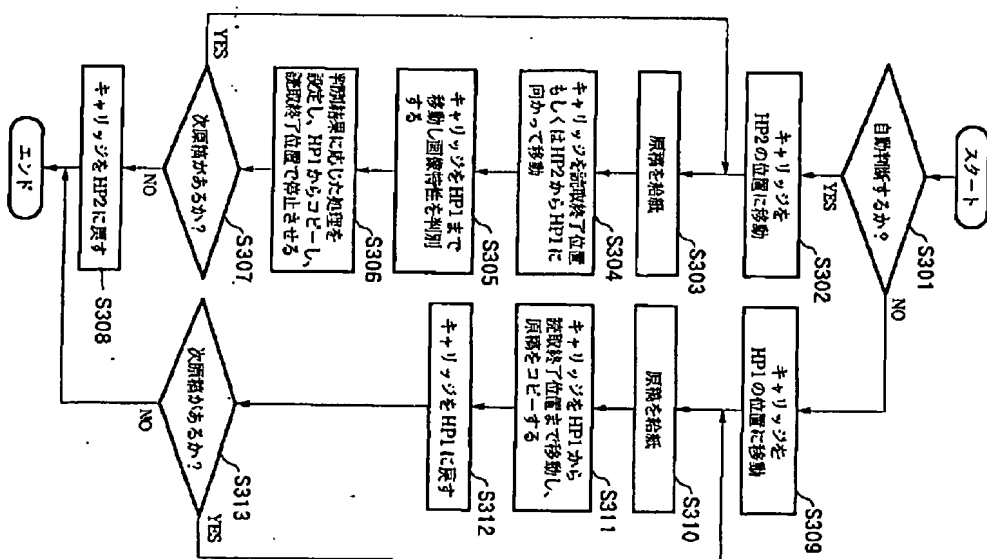 スタート
自動判断するか?
S301
YES
NO
キャリッジを
HP2の位置に移動
S302
原稿を給紙
S303
キャリッジを読取終了位置
もしくはHP2からHP1に
向かって移動
S304
キャリッジをHP1まで
移動し画像特性を判別
する
S305
判別結果に応じた処理を
設定し、HP1からコピーし、
読取終了位置で停止させる
S306
次原稿があるか?
S307
YES
NO
キャリッジをHP2に戻す
S308
エンド
キャリッジを
HP1の位置に移動
S309
原稿を給紙
S310
キャリッジをHP1から
読取終了位置まで移動し、
原稿をコピーする
S311
キャリッジをHP1に戻す
S312
次原稿があるか?
S313
YES
NO